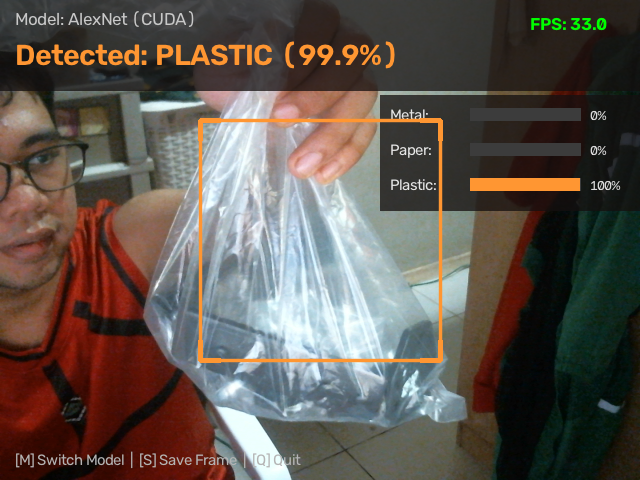 Model: AlexNet (CUDA)
FPS: 33.0
Detected: PLASTIC (99.9%)
Metal: 0%
Paper: 0%
Plastic: 100%
[M] Switch Model | [S] Save Frame | [Q] Quit